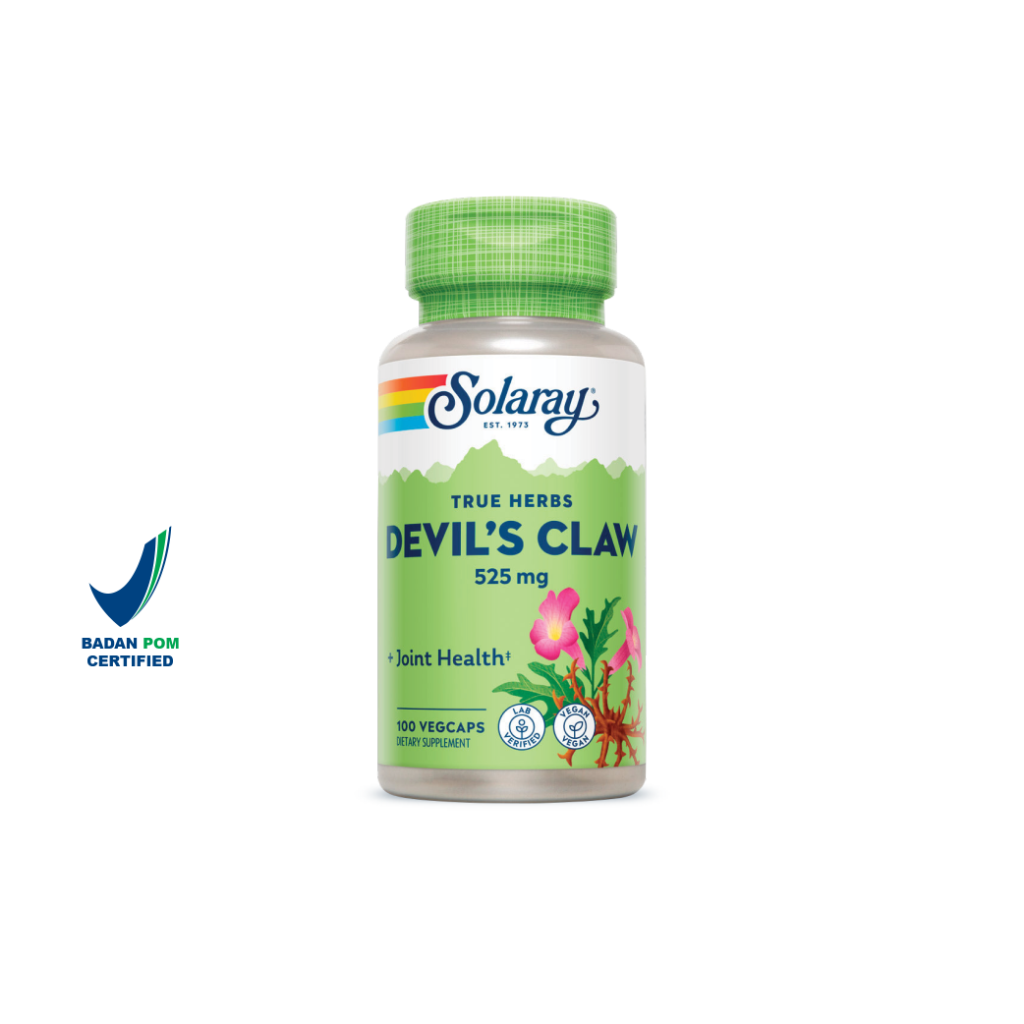 Solaray®
EST. 1973
TRUE HERBS
DEVIL'S CLAW
525 mg
+ Joint Health‡
100 VEGCAPS
DIETARY SUPPLEMENT
LAB
VERIFIED
VEGAN
VEGAN
BADAN POM
CERTIFIED